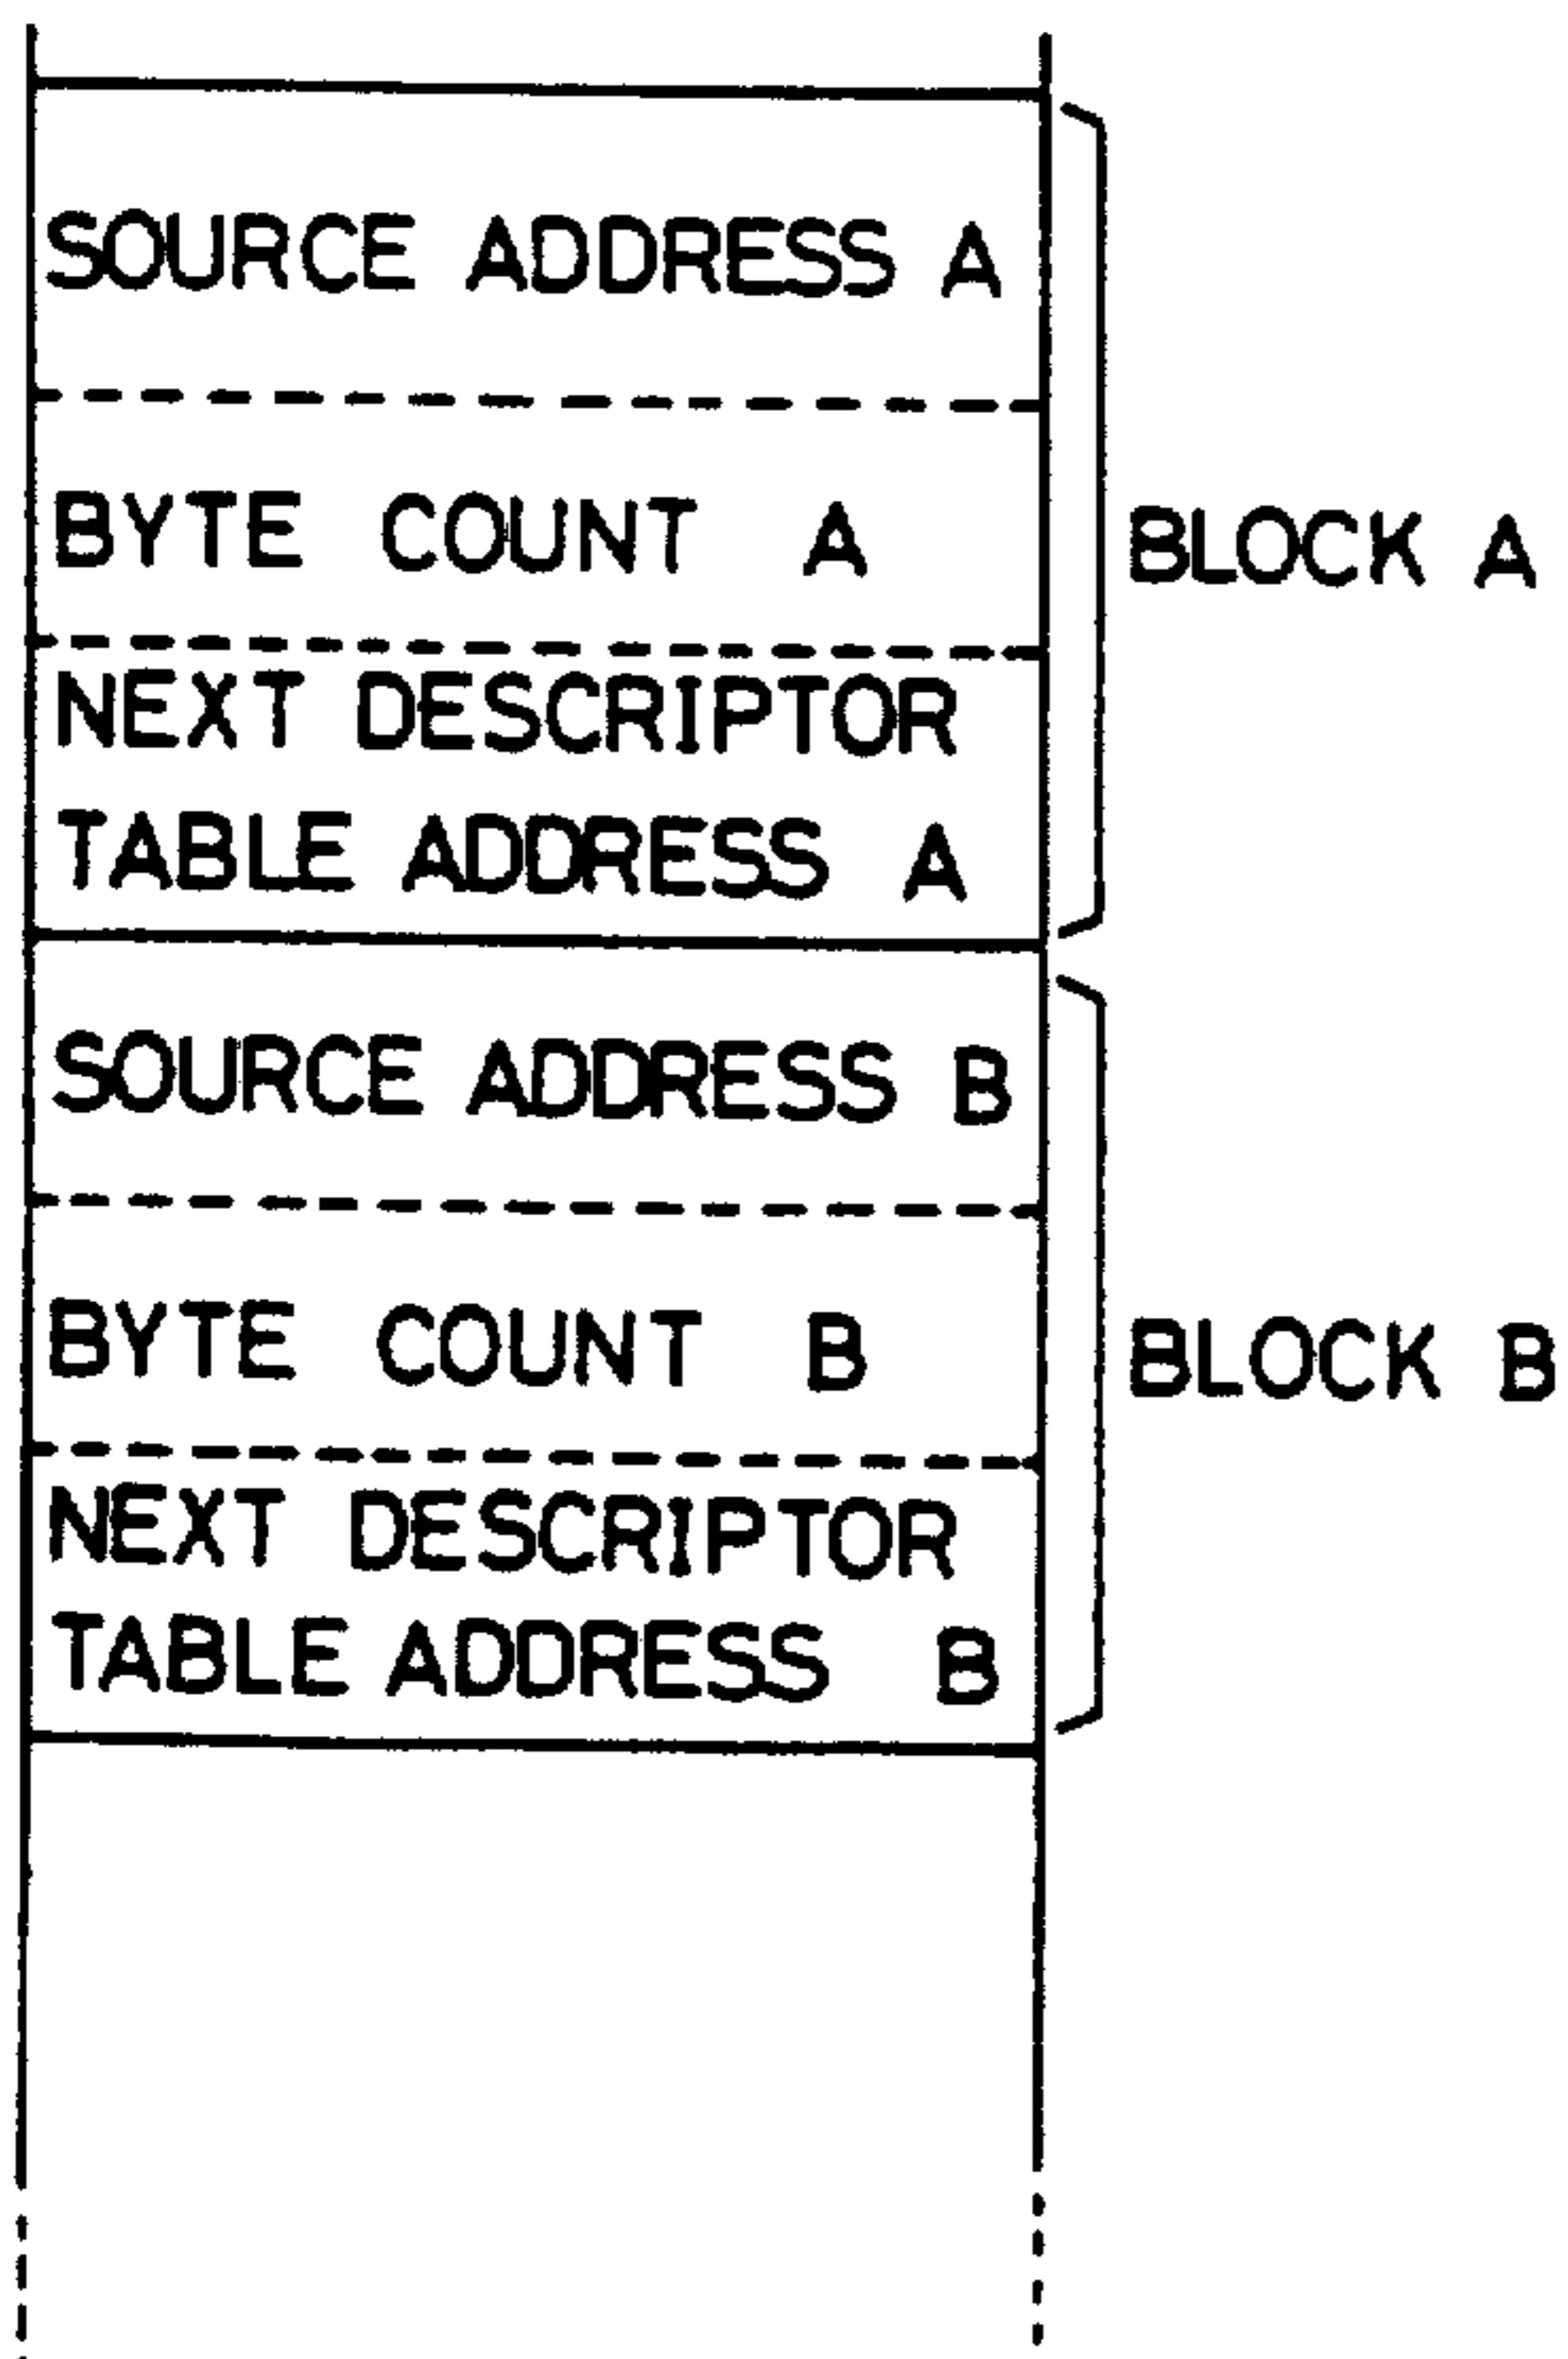 SOURCE ADDRESS A
BYTE COUNT A
BLOCK A
NEXT DESCRIPTOR
TABLE ADDRESS A
SOURCE ADDRESS B
BYTE COUNT B
BLOCK B
NEXT DESCRIPTOR
TABLE ADDRESS B